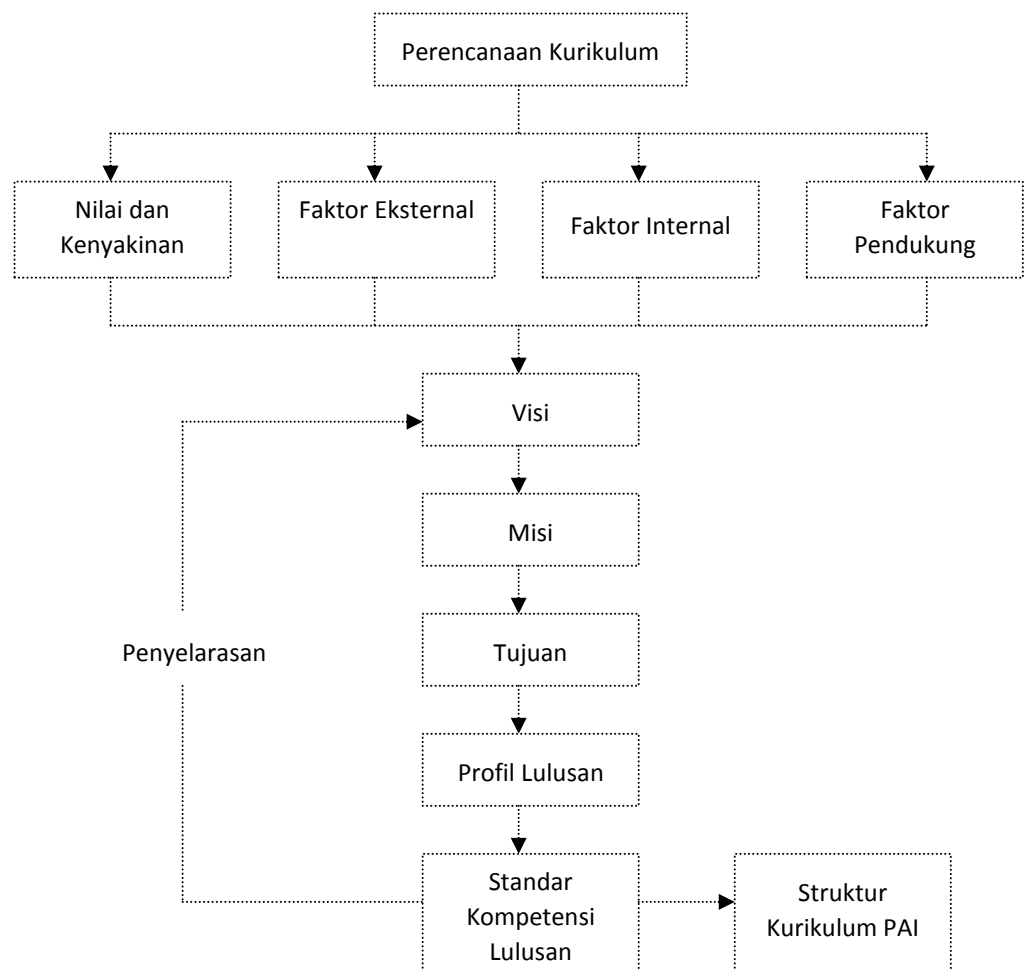 Perencanaan Kurikulum
Nilai dan
Kenyakinan
Faktor Eksternal
Faktor Internal
Faktor
Pendukung
Visi
Misi
Tujuan
Penyelarasan
Profil Lulusan
Standar
Kompetensi
Lulusan
Struktur
Kurikulum PAI